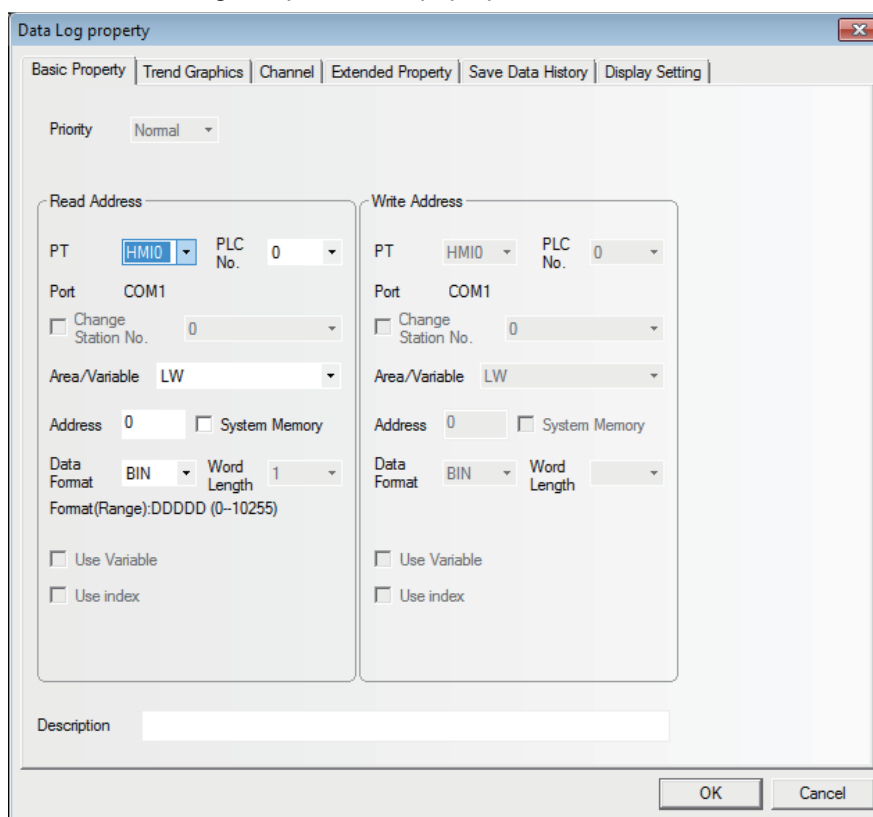 Data Log property
Basic Property Trend Graphics Channel Extended Property Save Data History Display Setting
Priority Normal
Read Address
PT HMI0 PLC No. 0
Port COM1
Change Station No. 0
Area/Variable LW
Address 0 System Memory
Data Format BIN Word Length 1
Format(Range):DDDDD (0--10255)
Use Variable
Use index
Write Address
PT HMI0 PLC No. 0
Port COM1
Change Station No. 0
Area/Variable LW
Address 0 System Memory
Data Format BIN Word Length
Use Variable
Use index
Description
OK Cancel